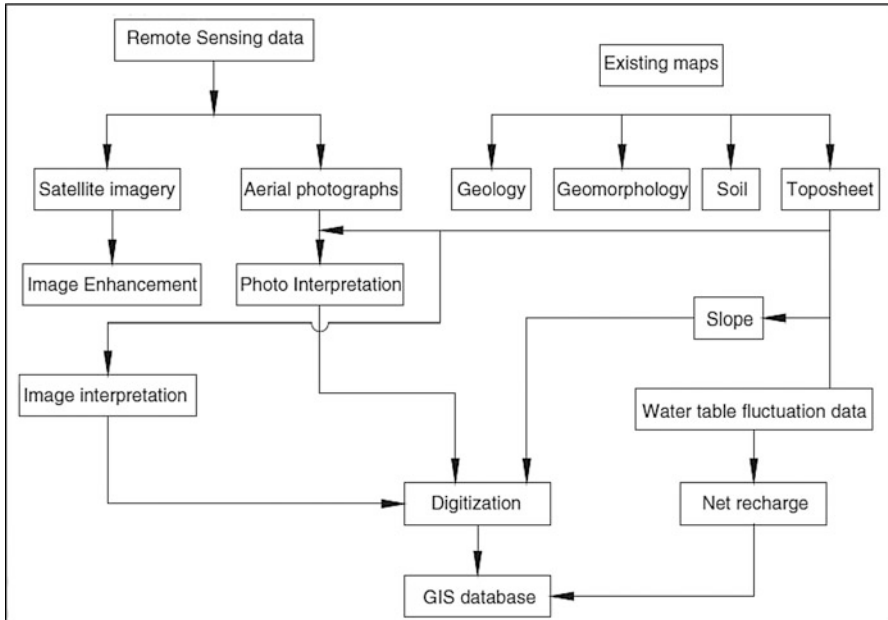 Remote Sensing data
Existing maps
Satellite imagery
Aerial photographs
Geology
Geomorphology
Soil
Toposheet
Image Enhancement
Photo Interpretation
Slope
Image interpretation
Water table fluctuation data
Digitization
Net recharge
GIS database